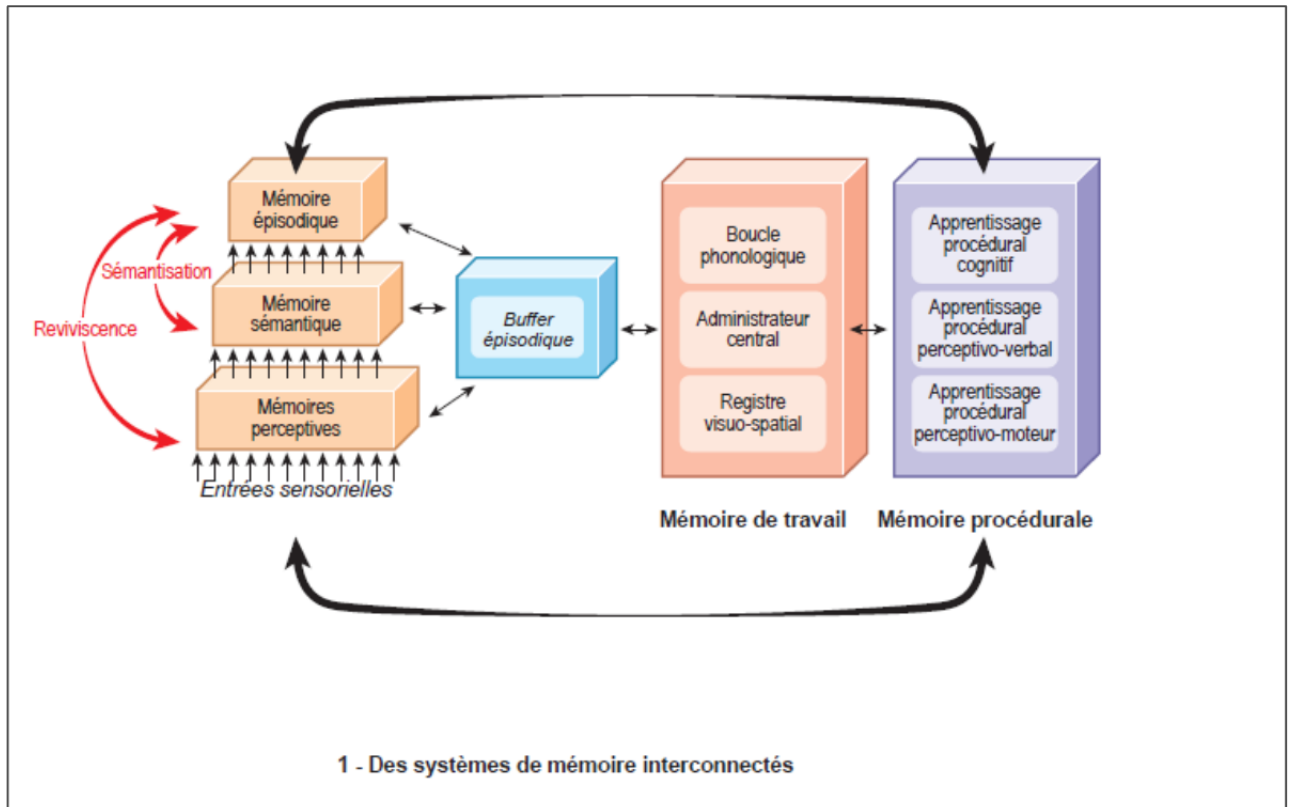 Mémoire
épisodique
Sémantisation
Mémoire
sémantique
Reviviscence
Mémoires
perceptives
Entrées sensorielles
Buffer
épisodique
Boucle
phonologique
Administrateur
central
Registre
visuo-spatial
Mémoire de travail
Apprentissage
procédural
cognitif
Apprentissage
procédural
perceptivo-verbal
Apprentissage
procédural
perceptivo-moteur
Mémoire procédurale
1 - Des systèmes de mémoire interconnectés